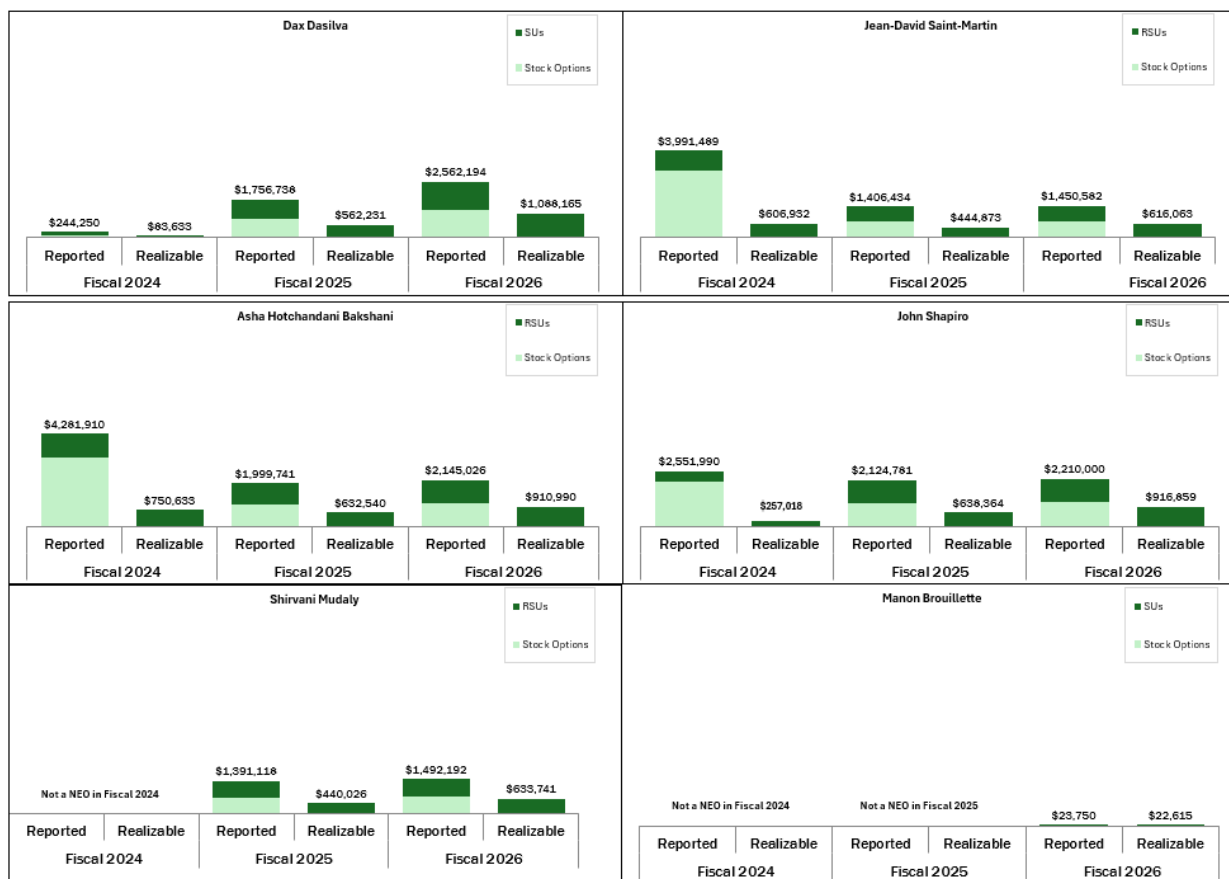 Dax Dasilva
SUs
Stock Options
$244,250
$83,633
$1,756,738
$562,231
$2,562,194
$1,088,165
Reported Realizable Reported Realizable Reported Realizable
Fiscal 2024 Fiscal 2025 Fiscal 2026
Jean-David Saint-Martin
RSUs
Stock Options
$3,991,489
$606,932
$1,406,434
$444,873
$1,450,582
$616,063
Reported Realizable Reported Realizable Reported Realizable
Fiscal 2024 Fiscal 2025 Fiscal 2026
Asha Hotchandani Bakshani
RSUs
Stock Options
$4,281,910
$750,633
$1,999,741
$632,540
$2,145,026
$910,990
Reported Realizable Reported Realizable Reported Realizable
Fiscal 2024 Fiscal 2025 Fiscal 2026
John Shapiro
RSUs
Stock Options
$2,551,990
$257,018
$2,124,781
$638,364
$2,210,000
$916,859
Reported Realizable Reported Realizable Reported Realizable
Fiscal 2024 Fiscal 2025 Fiscal 2026
Shirvani Mudaly
RSUs
Stock Options
Not a NEO in Fiscal 2024
$1,391,118
$440,026
$1,492,192
$633,741
Reported Realizable Reported Realizable Reported Realizable
Fiscal 2024 Fiscal 2025 Fiscal 2026
Manon Brouillette
SUs
Stock Options
Not a NEO in Fiscal 2024
Not a NEO in Fiscal 2025
$23,750
$22,615
Reported Realizable Reported Realizable Reported Realizable
Fiscal 2024 Fiscal 2025 Fiscal 2026